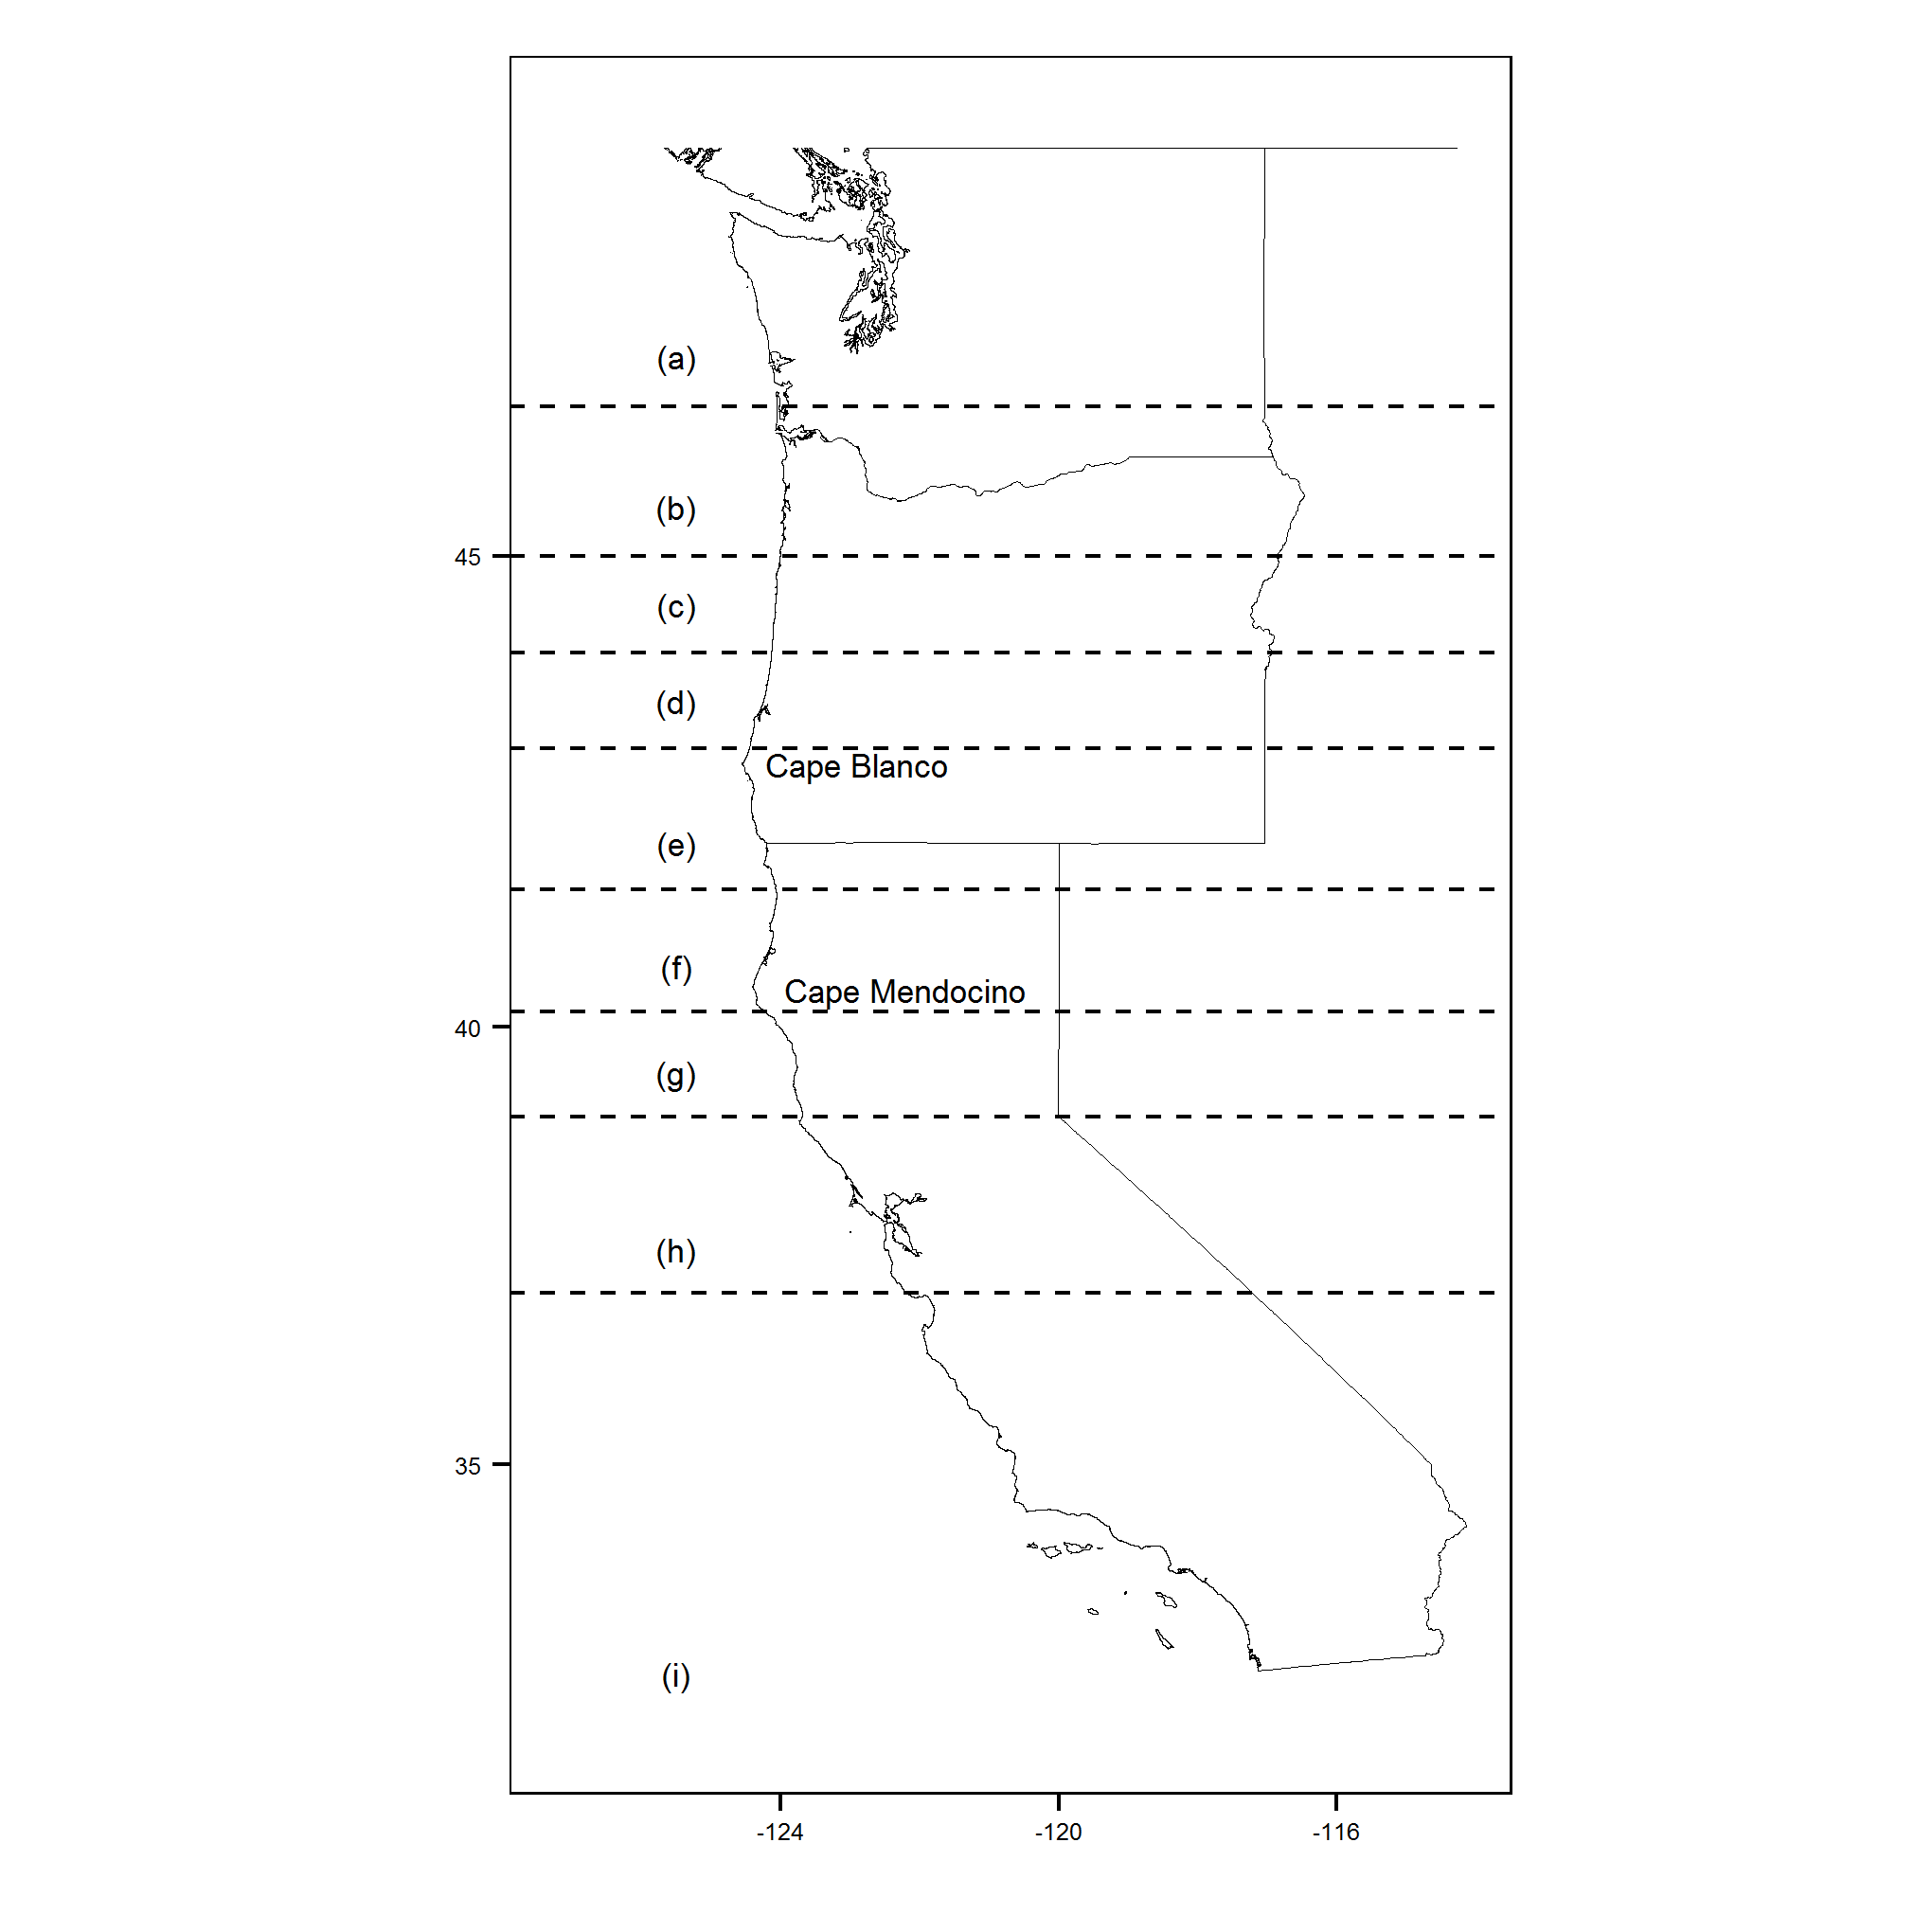 (a)
(b)
45
(c)
(d)
Cape Blanco
(e)
(f)
Cape Mendocino
40
(g)
(h)
35
(i)
-124
-120
-116